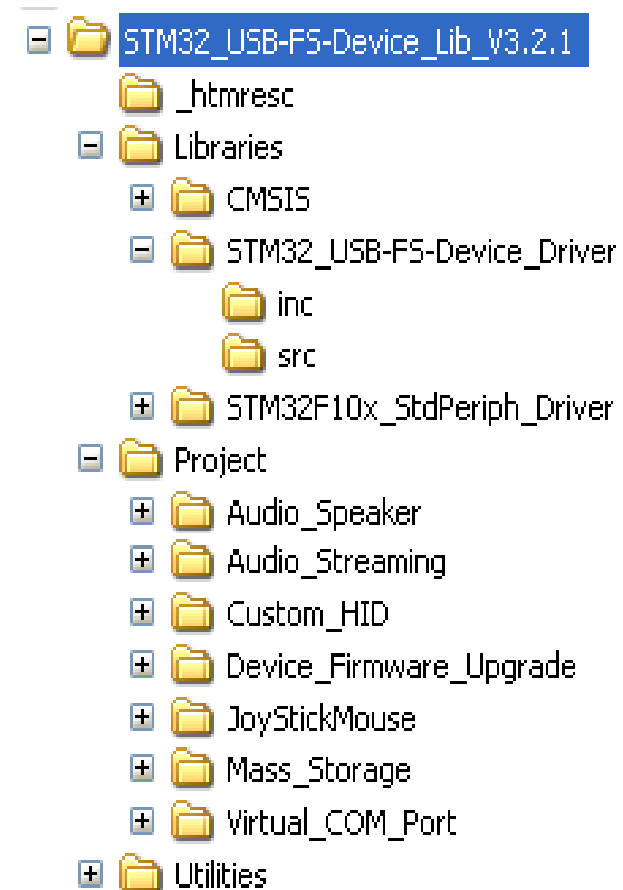 STM32_USB-FS-Device_Lib_V3.2.1
_htmresc
Libraries
CMSIS
STM32_USB-FS-Device_Driver
inc
src
STM32F10x_StdPeriph_Driver
Project
Audio_Speaker
Audio_Streaming
Custom_HID
Device_Firmware_Upgrade
JoyStickMouse
Mass_Storage
Virtual_COM_Port
Utilities